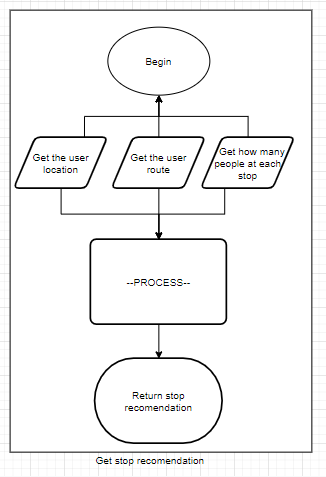 Begin
Get the user
location
Get the user
route
Get how many
people at each
stop
--PROCESS--
Return stop
recomendation
Get stop recomendation